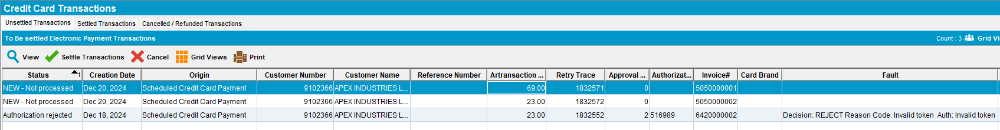 Credit Card Transactions
Unsettled Transactions Settled Transactions Cancelled / Refunded Transactions
To Be settled Electronic Payment Transactions Count : 3 Grid Vi
View Settle Transactions Cancel Grid Views Print
Status 1 Creation Date Origin Customer Number Customer Name Reference Number Artransaction ... Retry Trace Approval ... Authorizat... Invoice# Card Brand Fault
NEW - Not processed Dec 20, 2024 Scheduled Credit Card Payment 9102366 APEX INDUSTRIES L... 69.00 1832571 0 5050000001
NEW - Not processed Dec 20, 2024 Scheduled Credit Card Payment 9102366 APEX INDUSTRIES L... 23.00 1832572 0 5050000002
Authorization rejected Dec 18, 2024 Scheduled Credit Card Payment 9102366 APEX INDUSTRIES L... 23.00 1832552 2 516989 6420000002 Decision: REJECT Reason Code: Invalid token Auth: Invalid token